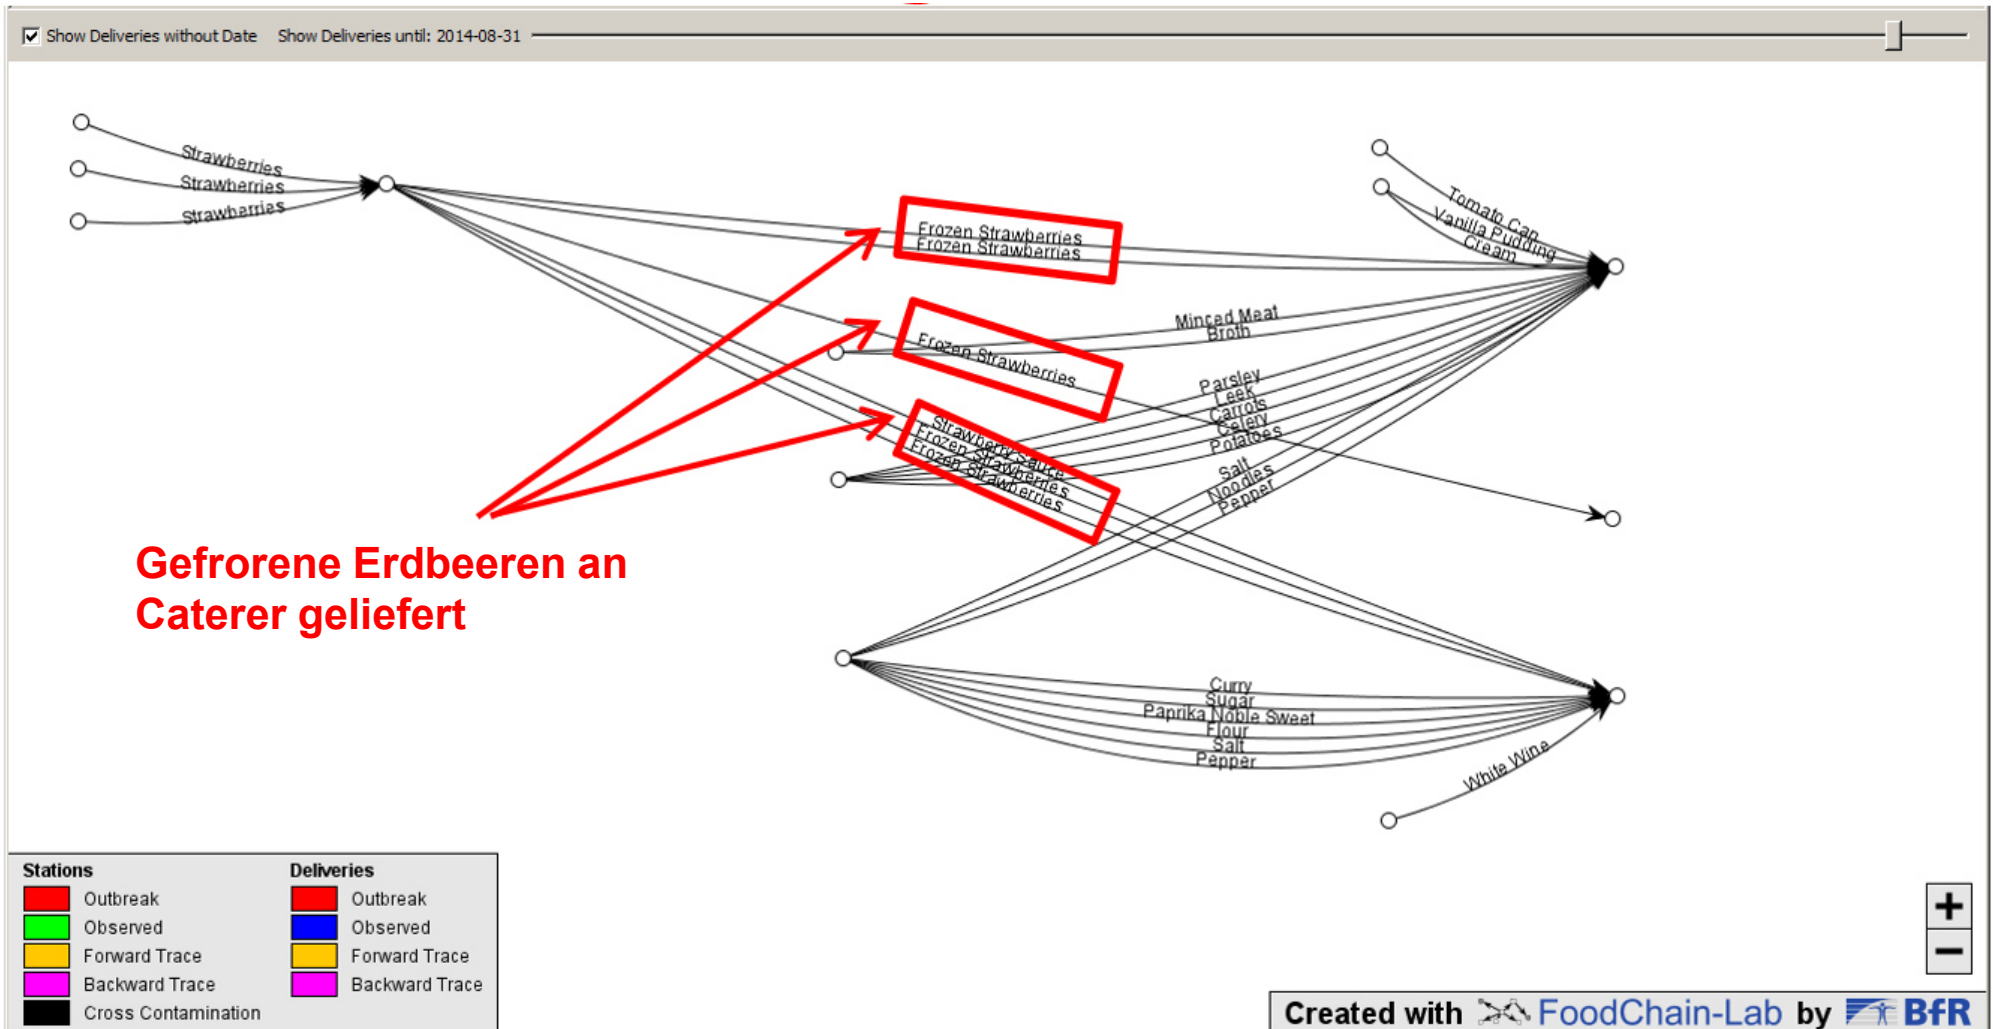 Show Deliveries without Date Show Deliveries until: 2014-08-31
Strawberries
Strawberries
Strawberries
Frozen Strawberries
Frozen Strawberries
Frozen Strawberries
Strawberry Sauce
Frozen Strawberries
Frozen Strawberries
Tomato Cap
Vanilla Pudding
Cream
Minced Meat
Broth
Parsley
Leek
Carrots
Celery
Potatoes
Salt
Noodles
Pepper
Gefrorene Erdbeeren an
Caterer geliefert
Curry
Sugar
Paprika Noble Sweet
Flour
Salt
Pepper
White Wine
Stations Deliveries
Outbreak Outbreak
Observed Observed
Forward Trace Forward Trace
Backward Trace Backward Trace
Cross Contamination
+
−
Created with FoodChain-Lab by BfR